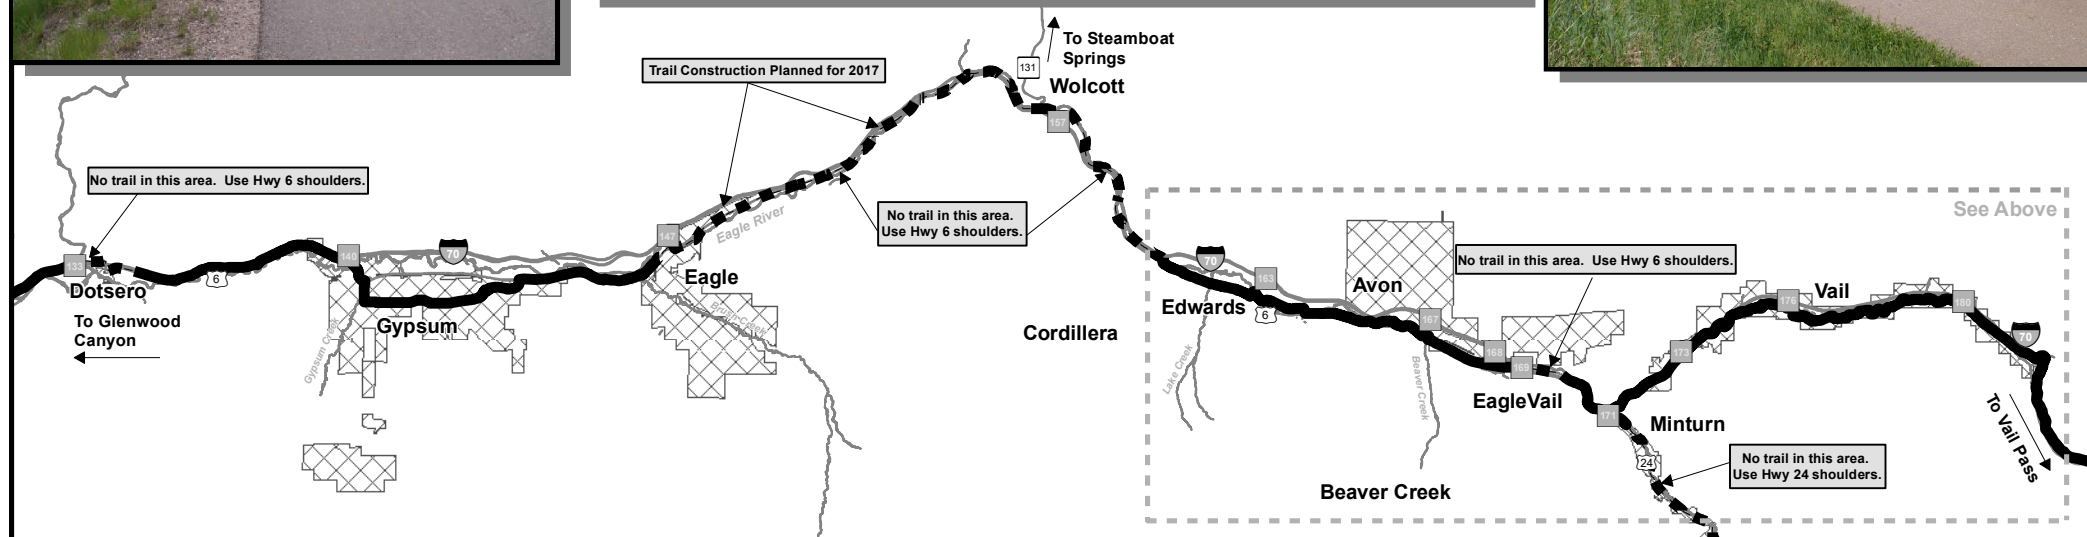 To Steamboat
Springs
131
Wolcott
157
Trail Construction Planned for 2017
No trail in this area. Use Hwy 6 shoulders.
133
Dotsero
To Glenwood
Canyon
6
140
70
Gypsum
Gypsum Creek
147
Eagle
Eagle River
Brush Creek
No trail in this area.
Use Hwy 6 shoulders.
Cordillera
See Above
70
163
Edwards
6
Lake Creek
Avon
167
Beaver Creek
No trail in this area. Use Hwy 6 shoulders.
168
169
EagleVail
171
Minturn
173
176
Vail
180
70
To Vail Pass
24
No trail in this area.
Use Hwy 24 shoulders.
Beaver Creek